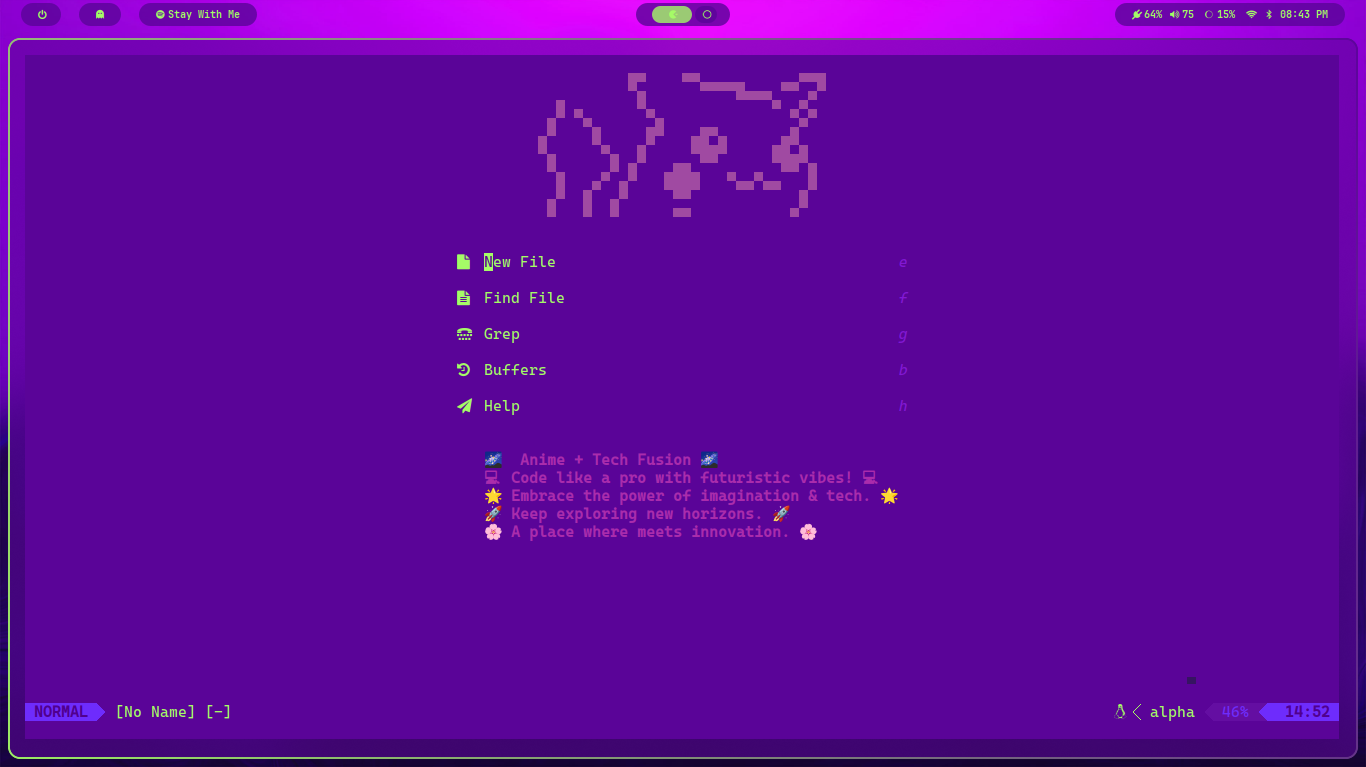 Stay With Me
64% 75 15% 08:43 PM
New File e
Find File f
Grep g
Buffers b
Help h
Anime + Tech Fusion
Code like a pro with futuristic vibes!
Embrace the power of imagination & tech.
Keep exploring new horizons.
A place where meets innovation.
NORMAL [No Name] [-] alpha 46% 14:52